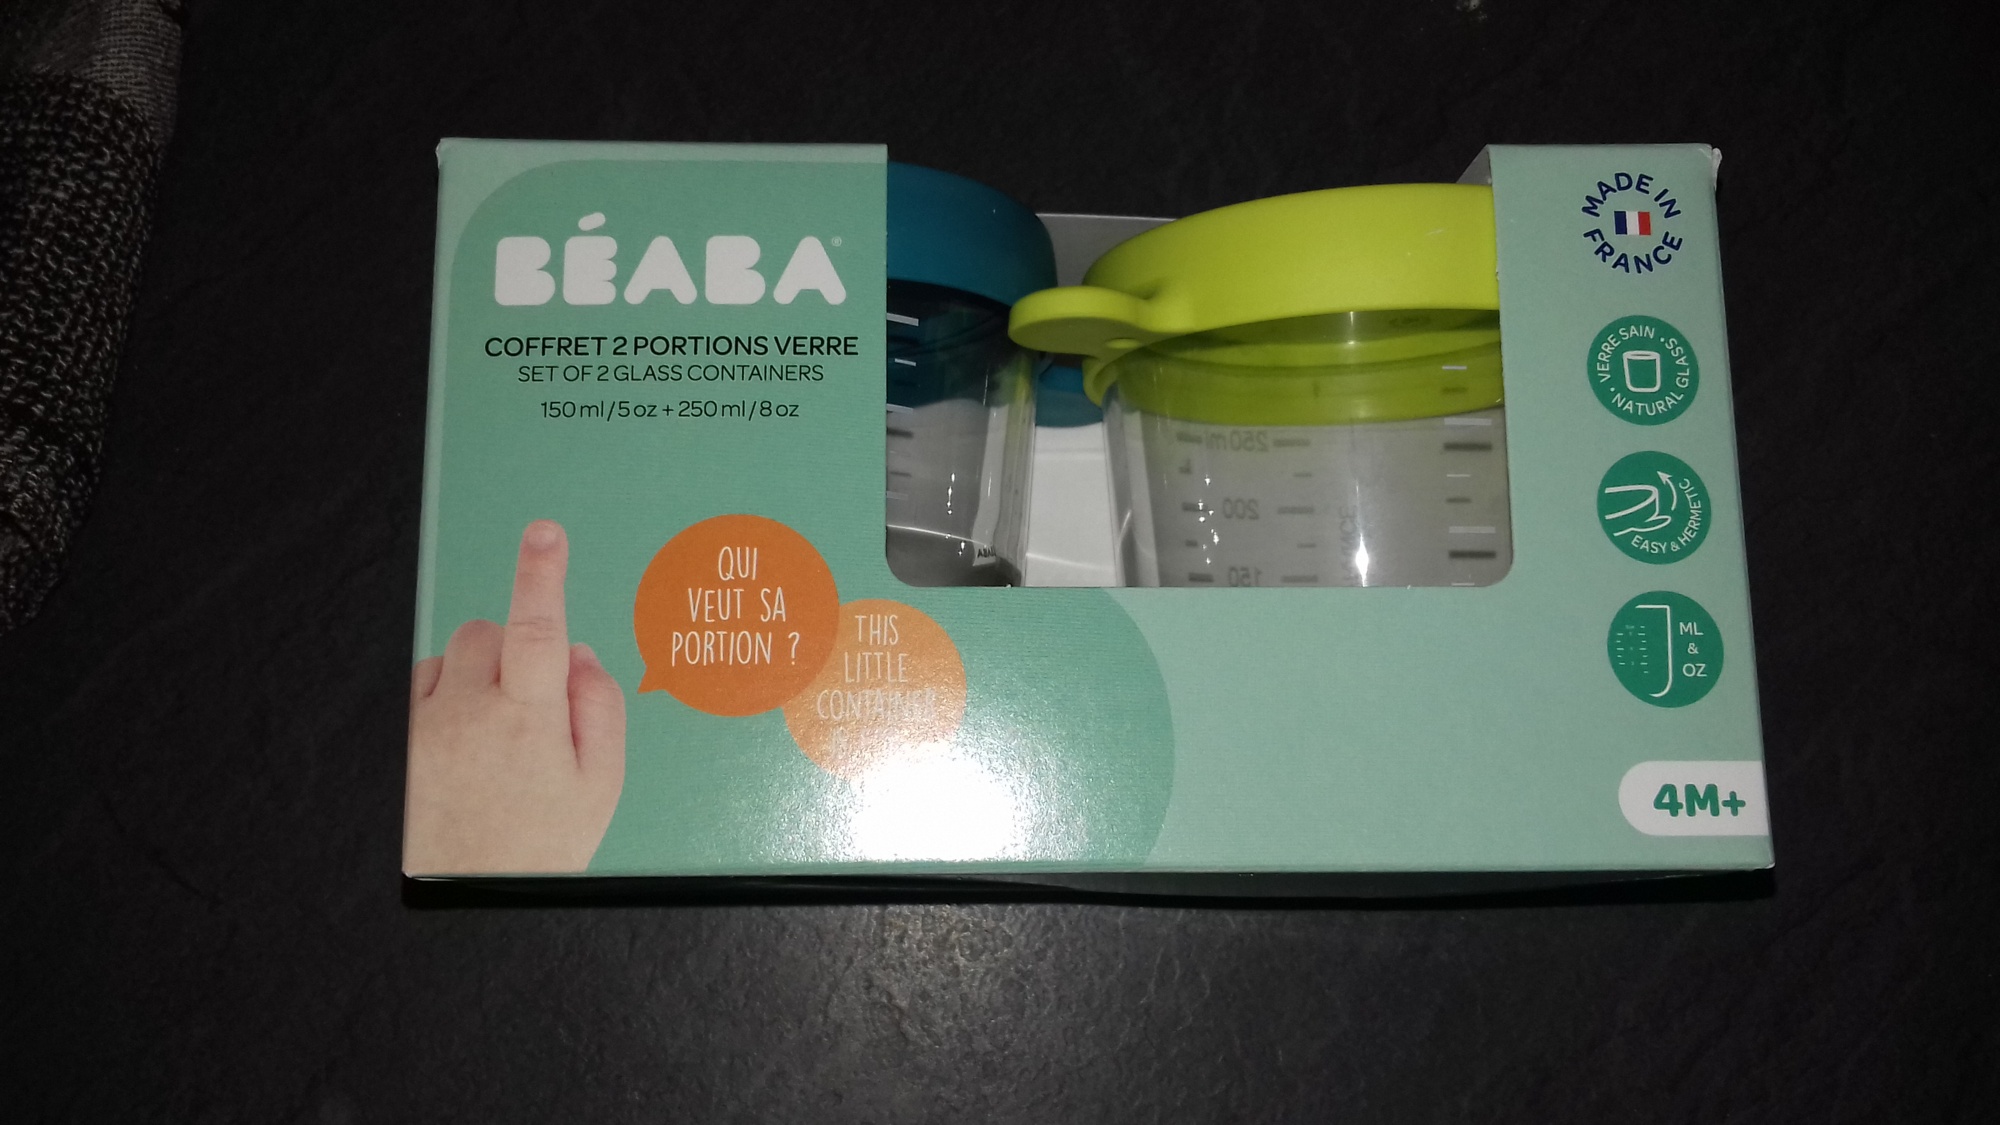 BÉABA®
COFFRET 2 PORTIONS VERRE
SET OF 2 GLASS CONTAINERS
150 ml / 5 oz + 250 ml / 8 oz
QUI
VEUT SA
PORTION ?
THIS
LITTLE
CONTAINER
250 ml
200
150
MADE IN
FRANCE
VERRE SAIN • NATURAL GLASS •
EASY & HERMETIC
ML
&
OZ
4M+